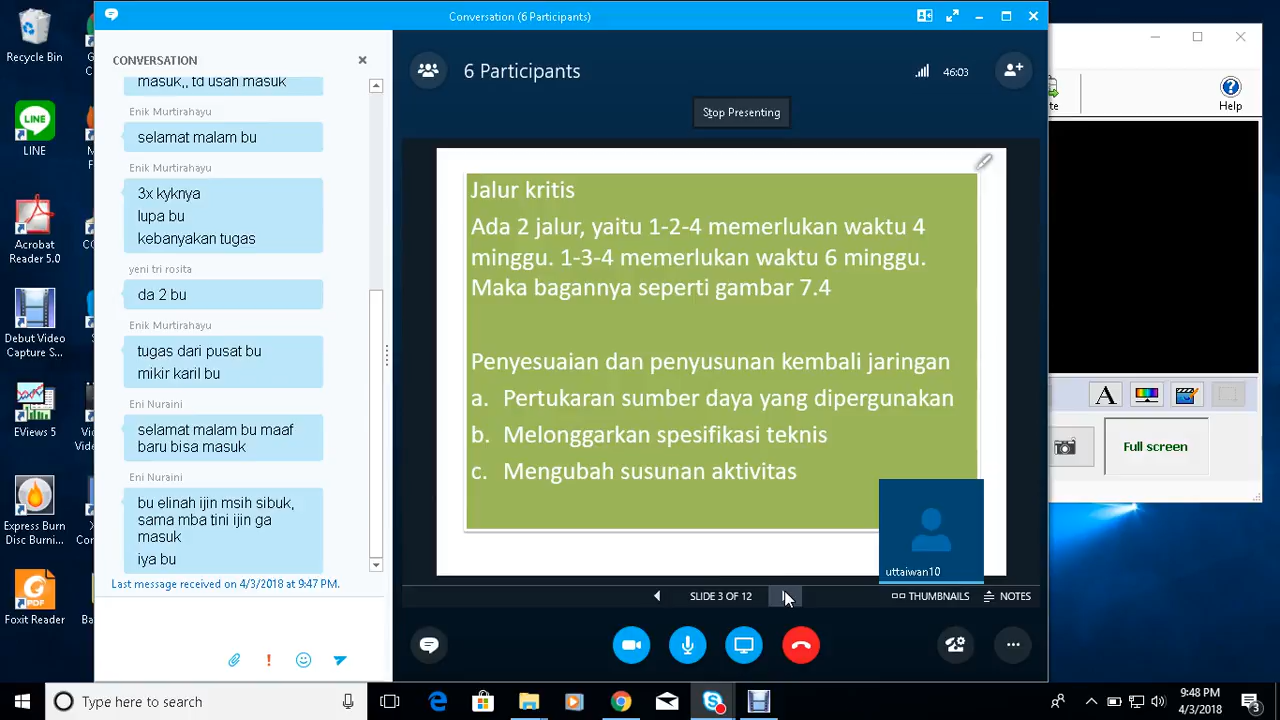 Recycle Bin
LINE
Acrobat
Reader 5.0
Debut Video
Capture S...
EViews 5
Express Burn
Disc Burnin...
Foxit Reader
Conversation (6 Participants)
CONVERSATION
masuk,, td usah masuk
Enik Murtirahayu
selamat malam bu
Enik Murtirahayu
3x kyknya
lupa bu
kebanyakan tugas
yeni tri rosita
da 2 bu
Enik Murtirahayu
tugas dari pusat bu
mikir karil bu
Eni Nuraini
selamat malam bu maaf
baru bisa masuk
Eni Nuraini
bu elinah ijin msih sibuk,
sama mba tini ijin ga
masuk
iya bu
Last message received on 4/3/2018 at 9:47 PM.
6 Participants
46:03
Stop Presenting
Jalur kritis
Ada 2 jalur, yaitu 1-2-4 memerlukan waktu 4
minggu. 1-3-4 memerlukan waktu 6 minggu.
Maka bagannya seperti gambar 7.4
Penyesuaian dan penyusunan kembali jaringan
a. Pertukaran sumber daya yang dipergunakan
b. Melonggarkan spesifikasi teknis
c. Mengubah susunan aktivitas
uttaiwan10
SLIDE 3 OF 12
THUMBNAILS
NOTES
te
Help
A
Full screen
Type here to search
9:48 PM
4/3/2018
3